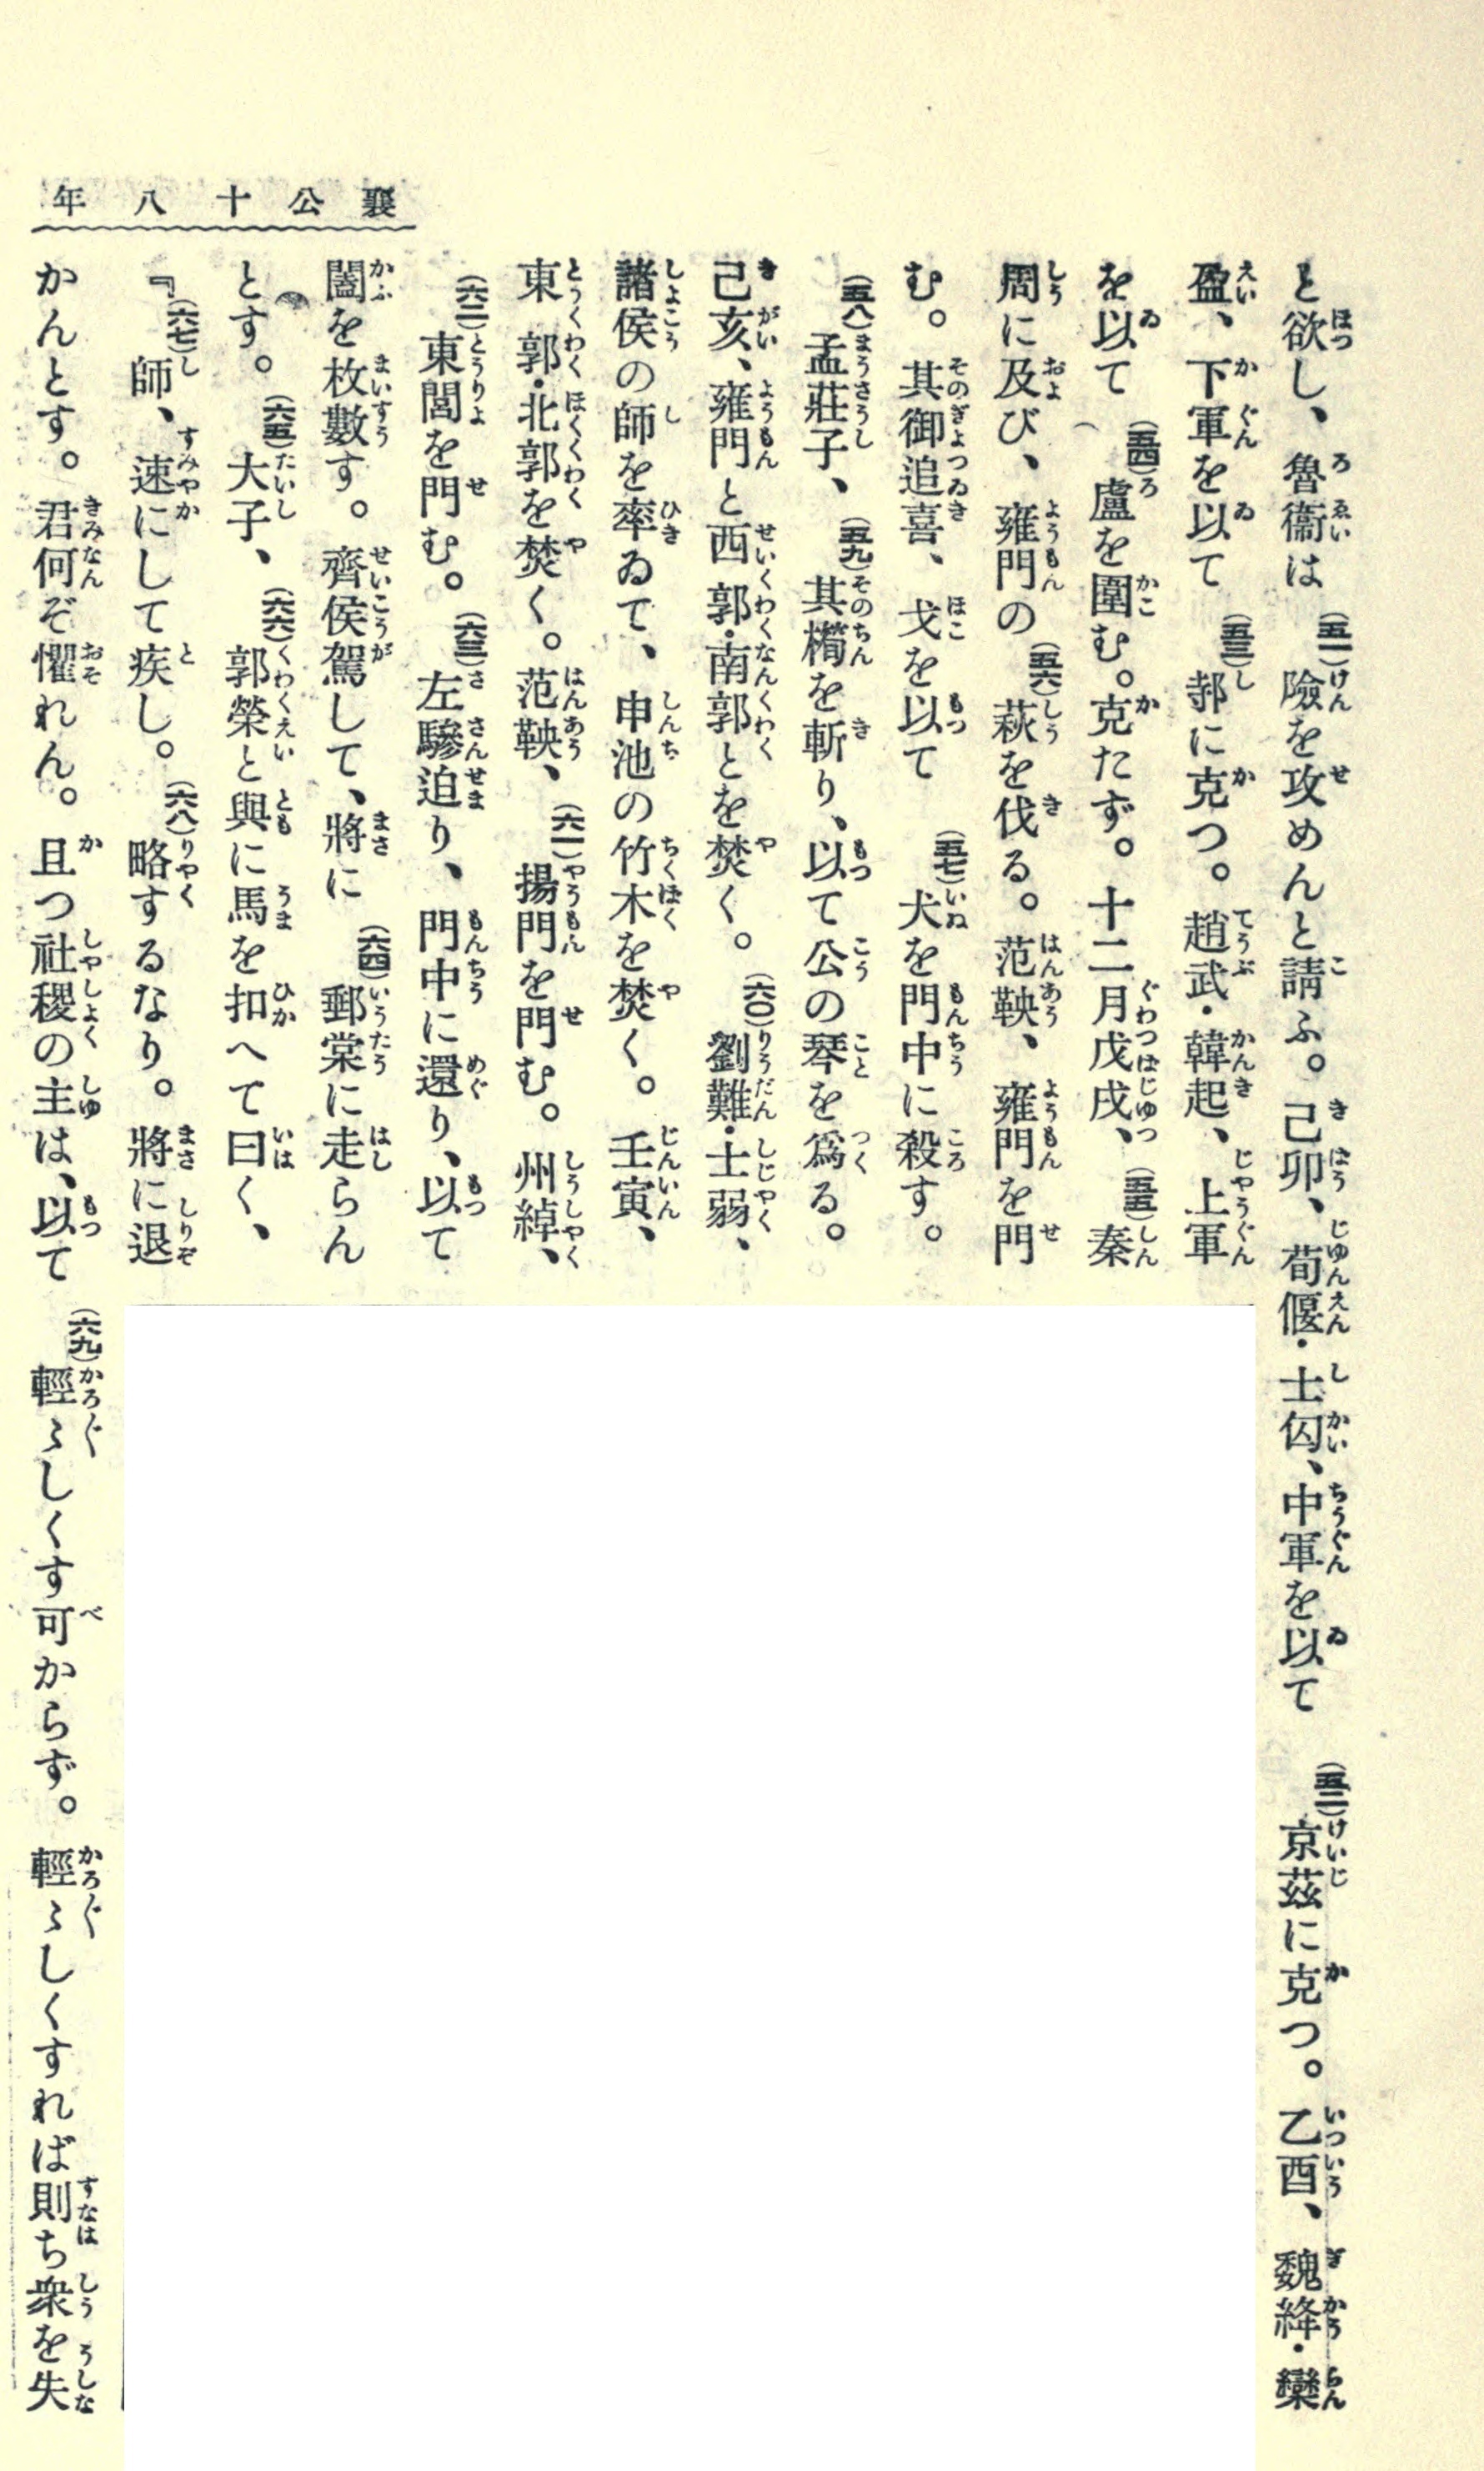 襄公十八年
と欲し、魯衞は(五一)險を攻めんと請ふ。己卯、荀偃・士匃、中軍を以て(五二)京茲に克つ。乙酉、魏絳・欒
盈、下軍を以て(五三)邿に克つ。趙武・韓起、上軍
を以て(五四)盧を圍む。克たず。十二月戊戌、(五五)秦
周に及び、雍門の(五六)萩を伐る。范鞅、雍門を門
む。其御追喜、戈を以て(五七)犬を門中に殺す。
(五八)孟莊子、(五九)其橁を斬り、以て公の琴を爲る。
己亥、雍門と西郭・南郭とを焚く。(六〇)劉難・士弱、
諸侯の師を率ゐて、申池の竹木を焚く。壬寅、
東郭・北郭を焚く。范鞅、(六一)揚門を門む。州綽、
(六二)東閭を門む。(六三)左驂迫り、門中に還り、以て
闔を枚數す。齊侯駕して、將に(六四)郵棠に走らん
とす。(六五)大子、(六六)郭榮と與に馬を扣へて曰く、
『(六七)師、速にして疾し。(六八)略するなり。將に退
かんとす。君何ぞ懼れん。且つ社稷の主は、以て(六九)輕〻しくす可からず。輕〻しくすれば則ち衆を失